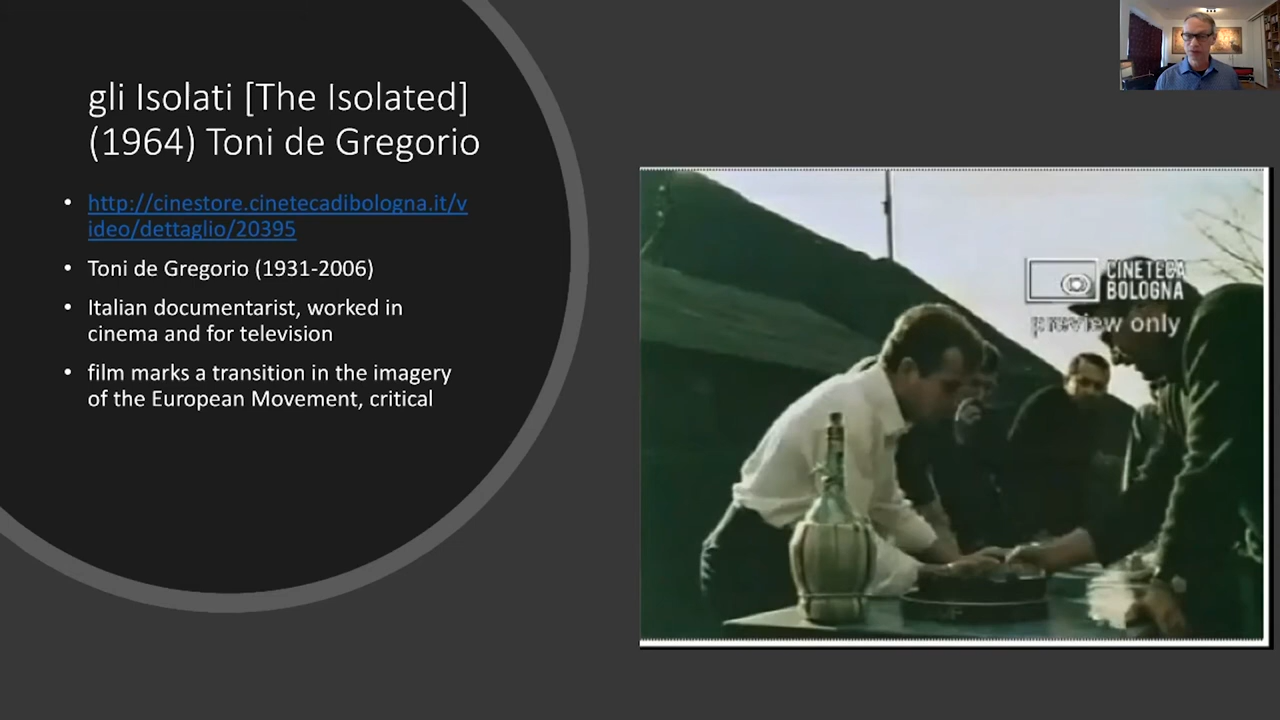 gli Isolati [The Isolated]
(1964) Toni de Gregorio
• http://cinestore.cinetecadibologna.it/v
ideo/dettaglio/20395
• Toni de Gregorio (1931-2006)
• Italian documentarist, worked in
cinema and for television
• film marks a transition in the imagery
of the European Movement, critical
CINETECA
BOLOGNA
preview only